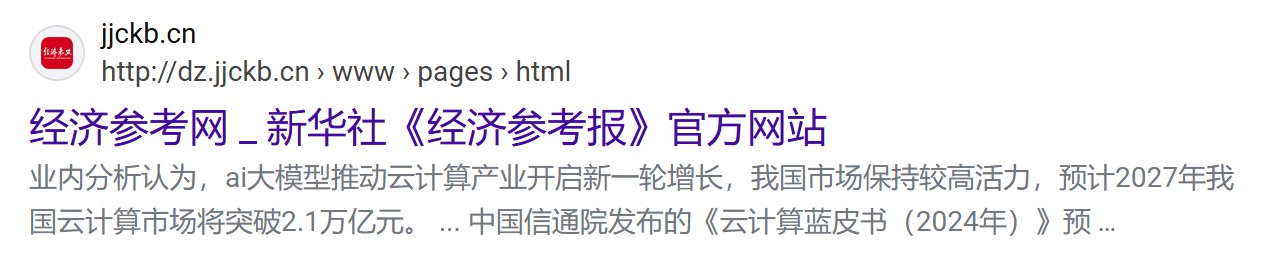 jjckb.cn
http://dz.jjckb.cn › www › pages › html
经济参考网 _ 新华社《经济参考报》官方网站
业内分析认为，ai大模型推动云计算产业开启新一轮增长，我国市场保持较高活力，预计2027年我
国云计算市场将突破2.1万亿元。 ... 中国信通院发布的《云计算蓝皮书（2024年）》预 ...